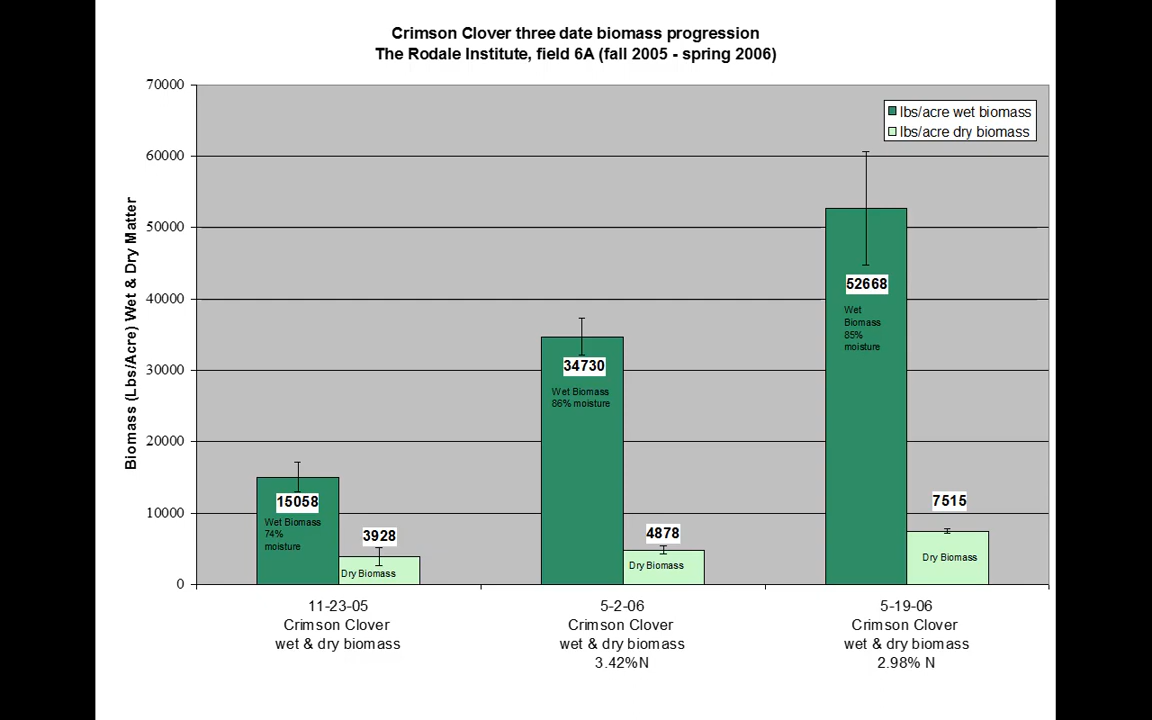 Crimson Clover three date biomass progression
The Rodale Institute, field 6A (fall 2005 - spring 2006)
70000
60000
50000
40000
30000
20000
10000
0
Biomass (Lbs/Acre) Wet & Dry Matter
lbs/acre wet biomass
lbs/acre dry biomass
15058
Wet Biomass
74%
moisture
3928
Dry Biomass
34730
Wet Biomass
86% moisture
4878
Dry Biomass
52668
Wet
Biomass
85%
moisture
7515
Dry Biomass
11-23-05
Crimson Clover
wet & dry biomass
5-2-06
Crimson Clover
wet & dry biomass
3.42%N
5-19-06
Crimson Clover
wet & dry biomass
2.98% N